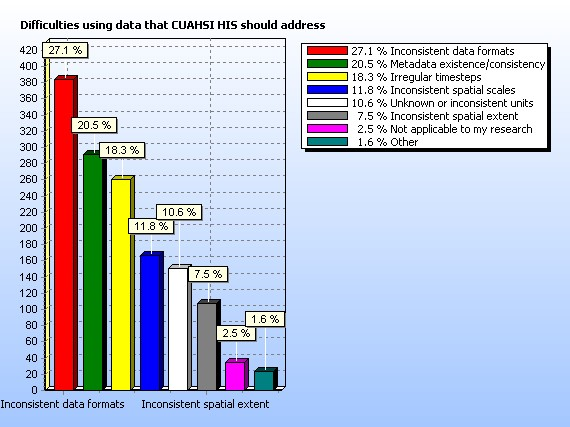 Difficulties using data that CUAHSI HIS should address
27.1 % Inconsistent data formats
20.5 % Metadata existence/consistency
18.3 % Irregular timesteps
11.8 % Inconsistent spatial scales
10.6 % Unknown or inconsistent units
7.5 % Inconsistent spatial extent
2.5 % Not applicable to my research
1.6 % Other
420
400
380
360
340
320
300
280
260
240
220
200
180
160
140
120
100
80
60
40
20
0
27.1 %
20.5 %
18.3 %
11.8 %
10.6 %
7.5 %
2.5 %
1.6 %
Inconsistent data formats
Inconsistent spatial extent